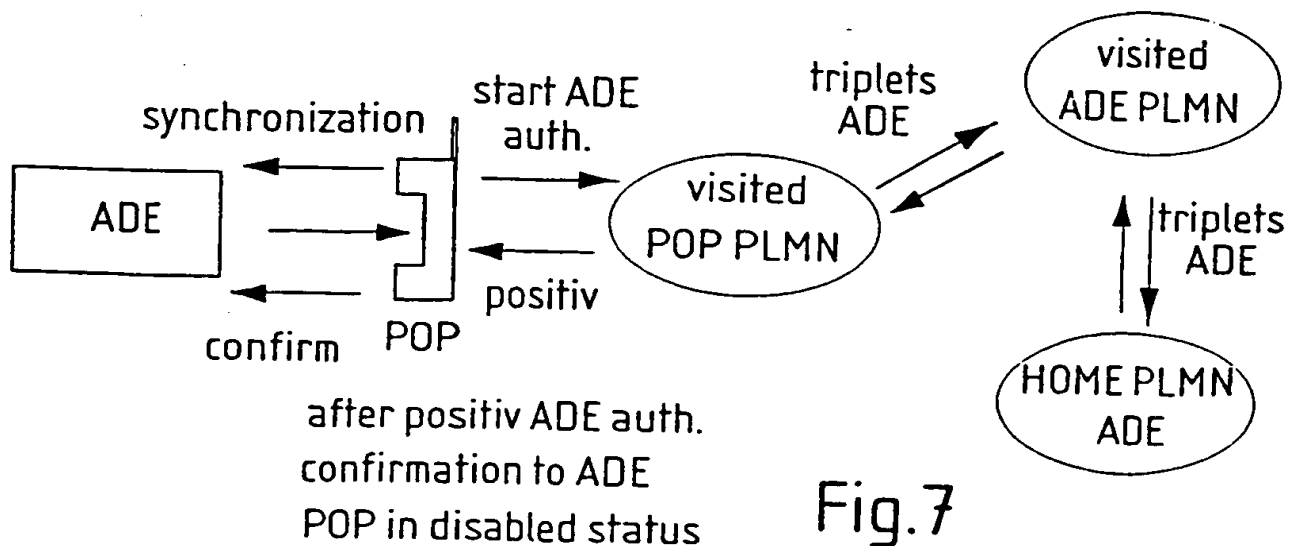 synchronization
start ADE
auth.
triplets
ADE
visited
ADE PLMN
ADE
visited
POP PLMN
positiv
confirm
POP
triplets
ADE
HOME PLMN
ADE
after positiv ADE auth.
confirmation to ADE
POP in disabled status
Fig.7